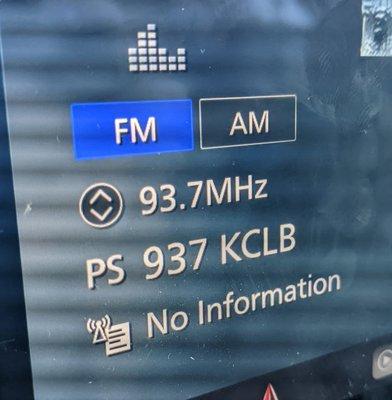 FM AM
93.7MHz
PS 937 KCLB
No Information